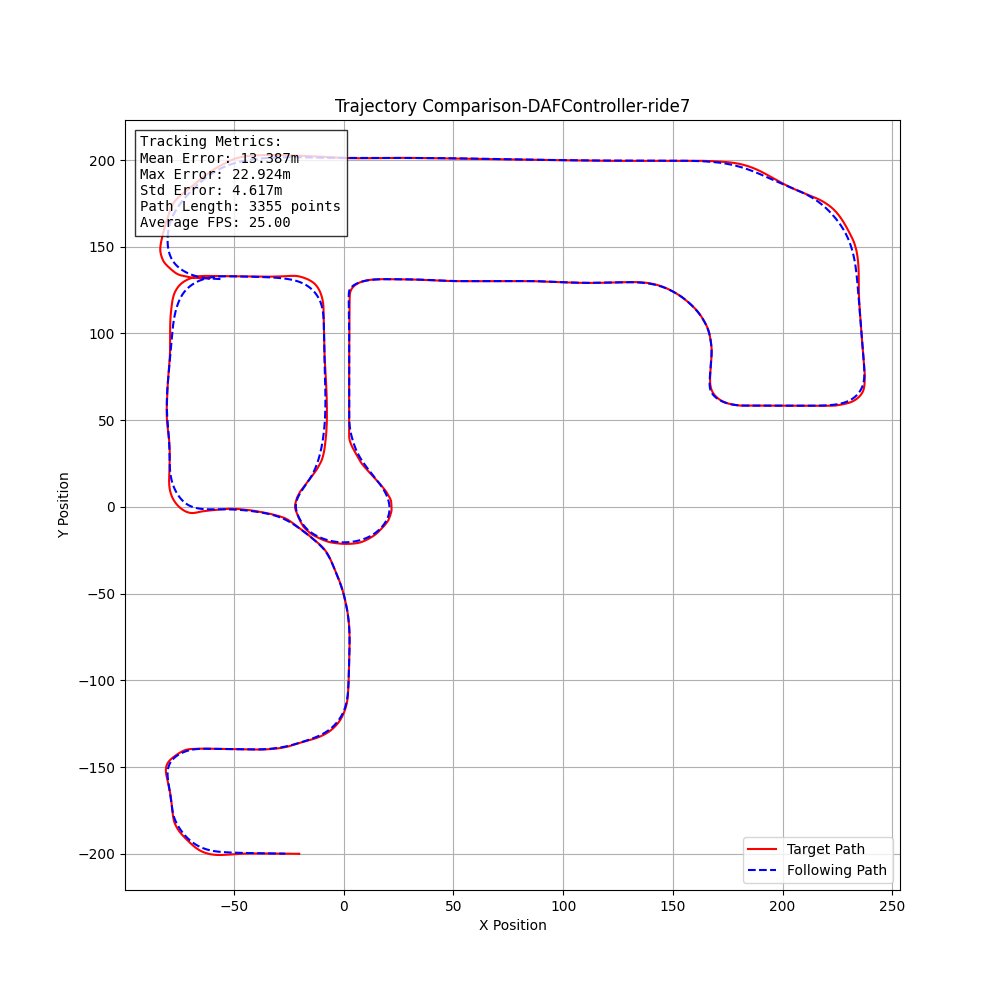 Trajectory Comparison-DAFController-ride7
Tracking Metrics:
Mean Error: 13.387m
Max Error: 22.924m
Std Error: 4.617m
Path Length: 3355 points
Average FPS: 25.00
200
150
100
50
0
−50
−100
−150
−200
Y Position
−50
0
50
100
150
200
250
X Position
Target Path
Following Path